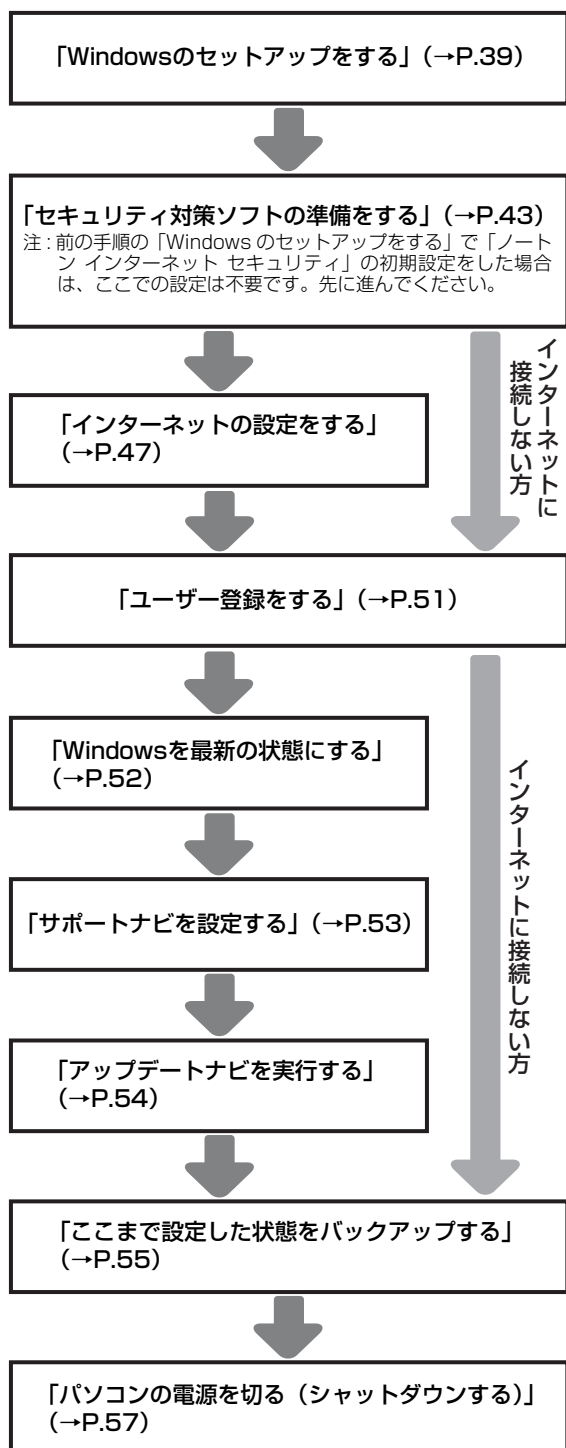 「Windowsのセットアップをする」（→P.39）
「セキュリティ対策ソフトの準備をする」（→P.43）
注：前の手順の「Windows のセットアップをする」で「ノート
ン インターネット セキュリティ」の初期設定をした場合
は、ここでの設定は不要です。先に進んでください。
インターネットに
接続しない方
「インターネットの設定をする」
（→P.47）
「ユーザー登録をする」（→P.51）
「Windowsを最新の状態にする」
（→P.52）
インターネットに接続しない方
「サポートナビを設定する」（→P.53）
「アップデートナビを実行する」
（→P.54）
「ここまで設定した状態をバックアップする」
（→P.55）
「パソコンの電源を切る（シャットダウンする）」
（→P.57）